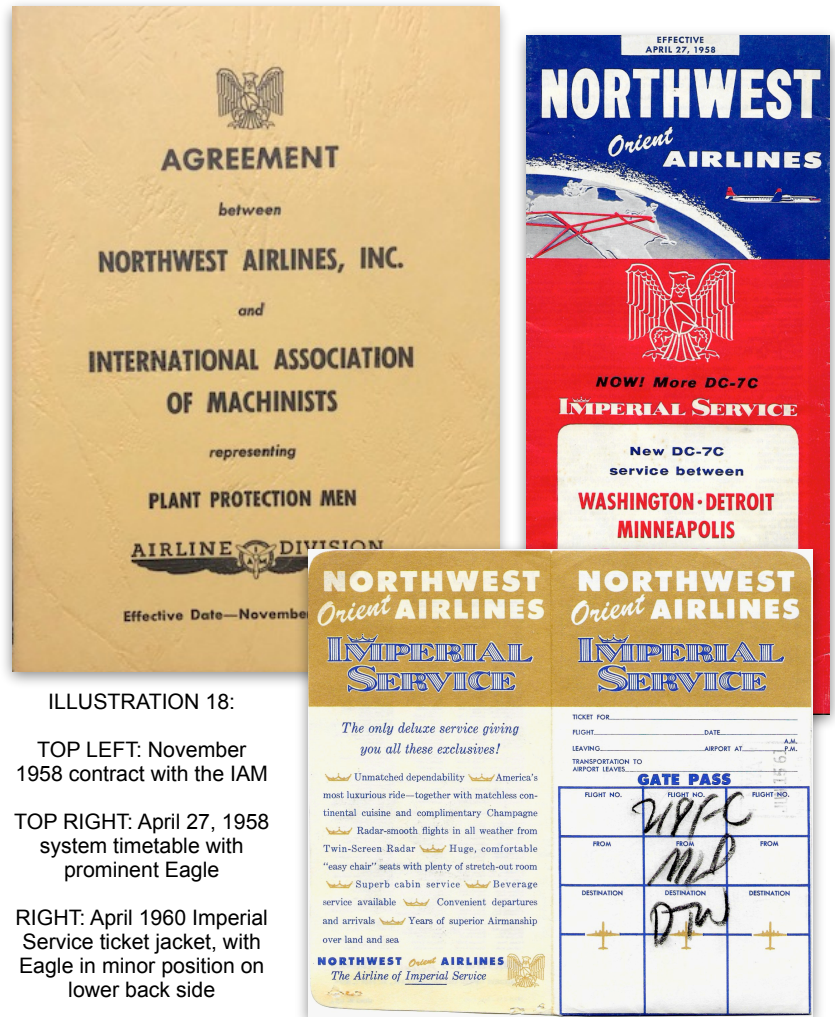 AGREEMENT
between
NORTHWEST AIRLINES, INC.
and
INTERNATIONAL ASSOCIATION
OF MACHINISTS
representing
PLANT PROTECTION MEN
AIRLINE DIVISION
Effective Date—November
EFFECTIVE
APRIL 27, 1958
NORTHWEST
Orient
AIRLINES
NOW! More DC-7C
IMPERIAL SERVICE
New DC-7C
service between
WASHINGTON · DETROIT
MINNEAPOLIS
NORTHWEST
Orient AIRLINES
IMPERIAL
SERVICE
The only deluxe service giving
you all these exclusives!
Unmatched dependability America's
most luxurious ride—together with matchless con-
tinental cuisine and complimentary Champagne
Radar-smooth flights in all weather from
Twin-Screen Radar Huge, comfortable
"easy chair" seats with plenty of stretch-out room
Superb cabin service Beverage
service available Convenient departures
and arrivals Years of superior Airmanship
over land and sea
NORTHWEST Orient AIRLINES
The Airline of Imperial Service
NORTHWEST
Orient AIRLINES
IMPERIAL
SERVICE
TICKET FOR
FLIGHT DATE
A.M.
LEAVING AIRPORT AT P.M.
TRANSPORTATION TO
AIRPORT LEAVES
GATE PASS
FLIGHT NO. FLIGHT NO. FLIGHT NO.
FROM FROM FROM
DESTINATION DESTINATION DESTINATION
DTW
ILLUSTRATION 18:
TOP LEFT: November
1958 contract with the IAM
TOP RIGHT: April 27, 1958
system timetable with
prominent Eagle
RIGHT: April 1960 Imperial
Service ticket jacket, with
Eagle in minor position on
lower back side